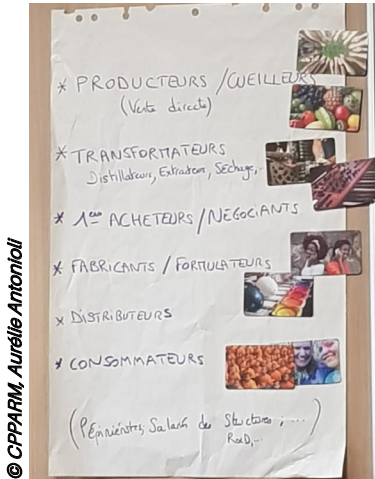 * PRODUCTEURS / CUEILLEURS
(Vente directe)
* TRANSFORMATEURS
Distillateurs, Extracteurs, Séchage,..
* 1ers ACHETEURS / NÉGOCIANTS
* FABRICANTS / FORMULATEURS
* DISTRIBUTEURS
* CONSOMMATEURS
(Pépiniéristes, Salariés des Structures, ....)
R&D,..
© CPPARM, Aurélie Antonioli